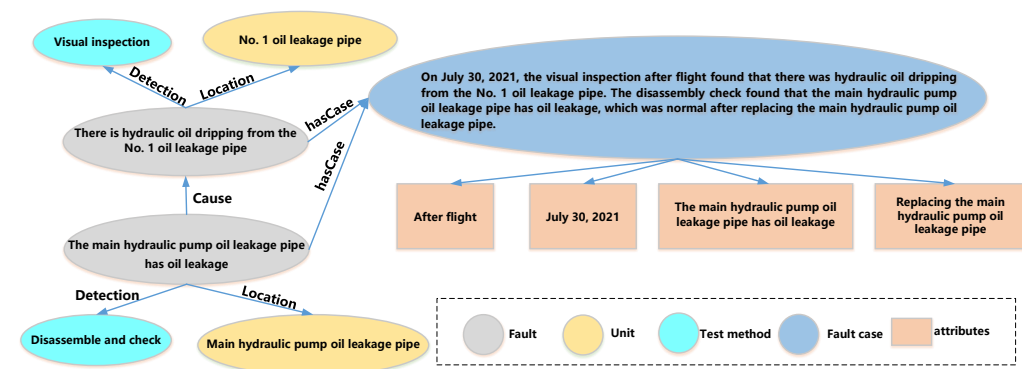 Visual inspection
No. 1 oil leakage pipe
Detection
Location
On July 30, 2021, the visual inspection after flight found that there was hydraulic oil dripping
from the No. 1 oil leakage pipe. The disassembly check found that the main hydraulic pump
oil leakage pipe has oil leakage, which was normal after replacing the main hydraulic pump oil
leakage pipe.
hasCase
There is hydraulic oil dripping from the
No. 1 oil leakage pipe
hasCase
Cause
After flight
July 30, 2021
The main hydraulic pump oil
leakage pipe has oil leakage
Replacing the main
hydraulic pump oil
leakage pipe
The main hydraulic pump oil leakage pipe
has oil leakage
Detection
Location
Disassemble and check
Main hydraulic pump oil leakage pipe
Fault
Unit
Test method
Fault case
attributes